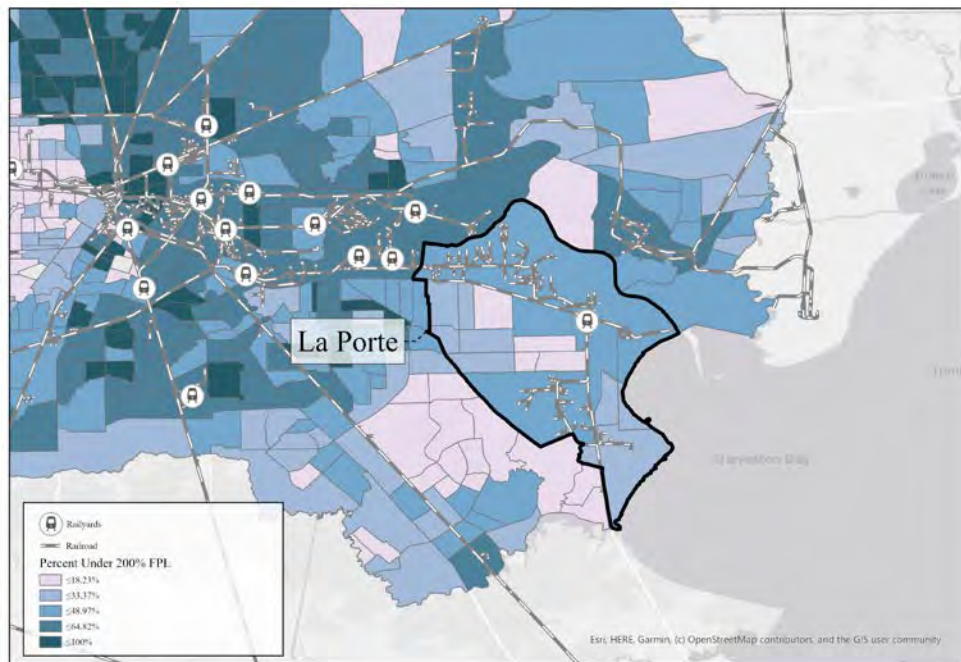 La Porte
Galveston Bay
Railyards
Railroad
Percent Under 200% FPL
≤18.23%
≤33.37%
≤48.97%
≤64.82%
≤100%
Esri, HERE, Garmin, (c) OpenStreetMap contributors, and the GIS user community